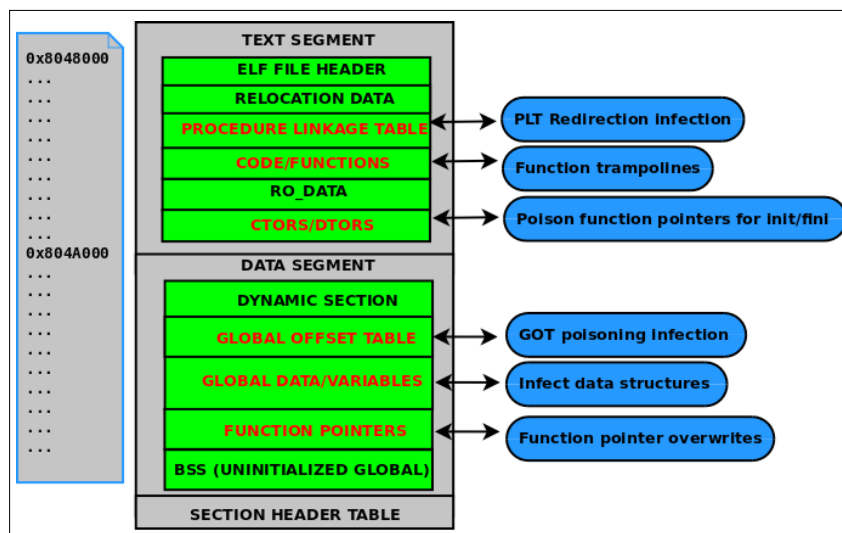 0x8048000
...
...
...
...
...
...
...
...
...
0x804A000
...
...
...
...
...
...
...
...
...
...
TEXT SEGMENT
ELF FILE HEADER
RELOCATION DATA
PROCEDURE LINKAGE TABLE
PLT Redirection infection
CODE/FUNCTIONS
Function trampolines
RO_DATA
CTORS/DTORS
Poison function pointers for init/fini
DATA SEGMENT
DYNAMIC SECTION
GLOBAL OFFSET TABLE
GOT poisoning infection
GLOBAL DATA/VARIABLES
Infect data structures
FUNCTION POINTERS
Function pointer overwrites
BSS (UNINITIALIZED GLOBAL)
SECTION HEADER TABLE